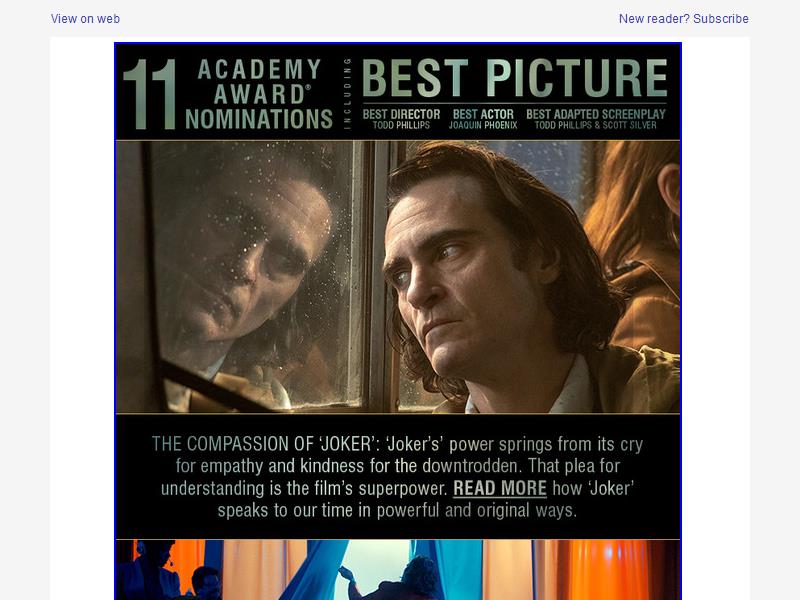 View on web
New reader? Subscribe
11 ACADEMY AWARD® NOMINATIONS
INCLUDING
BEST PICTURE
BEST DIRECTOR
TODD PHILLIPS
BEST ACTOR
JOAQUIN PHOENIX
BEST ADAPTED SCREENPLAY
TODD PHILLIPS & SCOTT SILVER
THE COMPASSION OF ‘JOKER’: ‘Joker’s’ power springs from its cry
for empathy and kindness for the downtrodden. That plea for
understanding is the film’s superpower. READ MORE how ‘Joker’
speaks to our time in powerful and original ways.